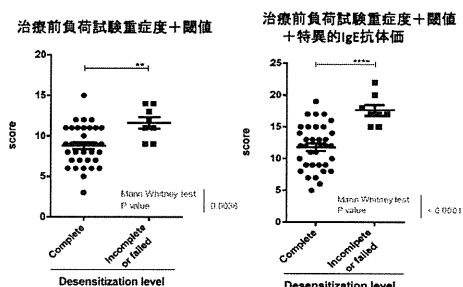 治療前負荷試験重症度＋閾値
**
20
15
10
5
0
score
Mann Whitney test
P value
0.0036
Complete
Incomplete
or failed
Desensitization level
治療前負荷試験重症度＋閾値
＋特異的IgE抗体価
****
25
20
15
10
5
0
score
Mann Whitney test
P value
< 0.0001
Complete
Incomplete
or failed
Desensitization level